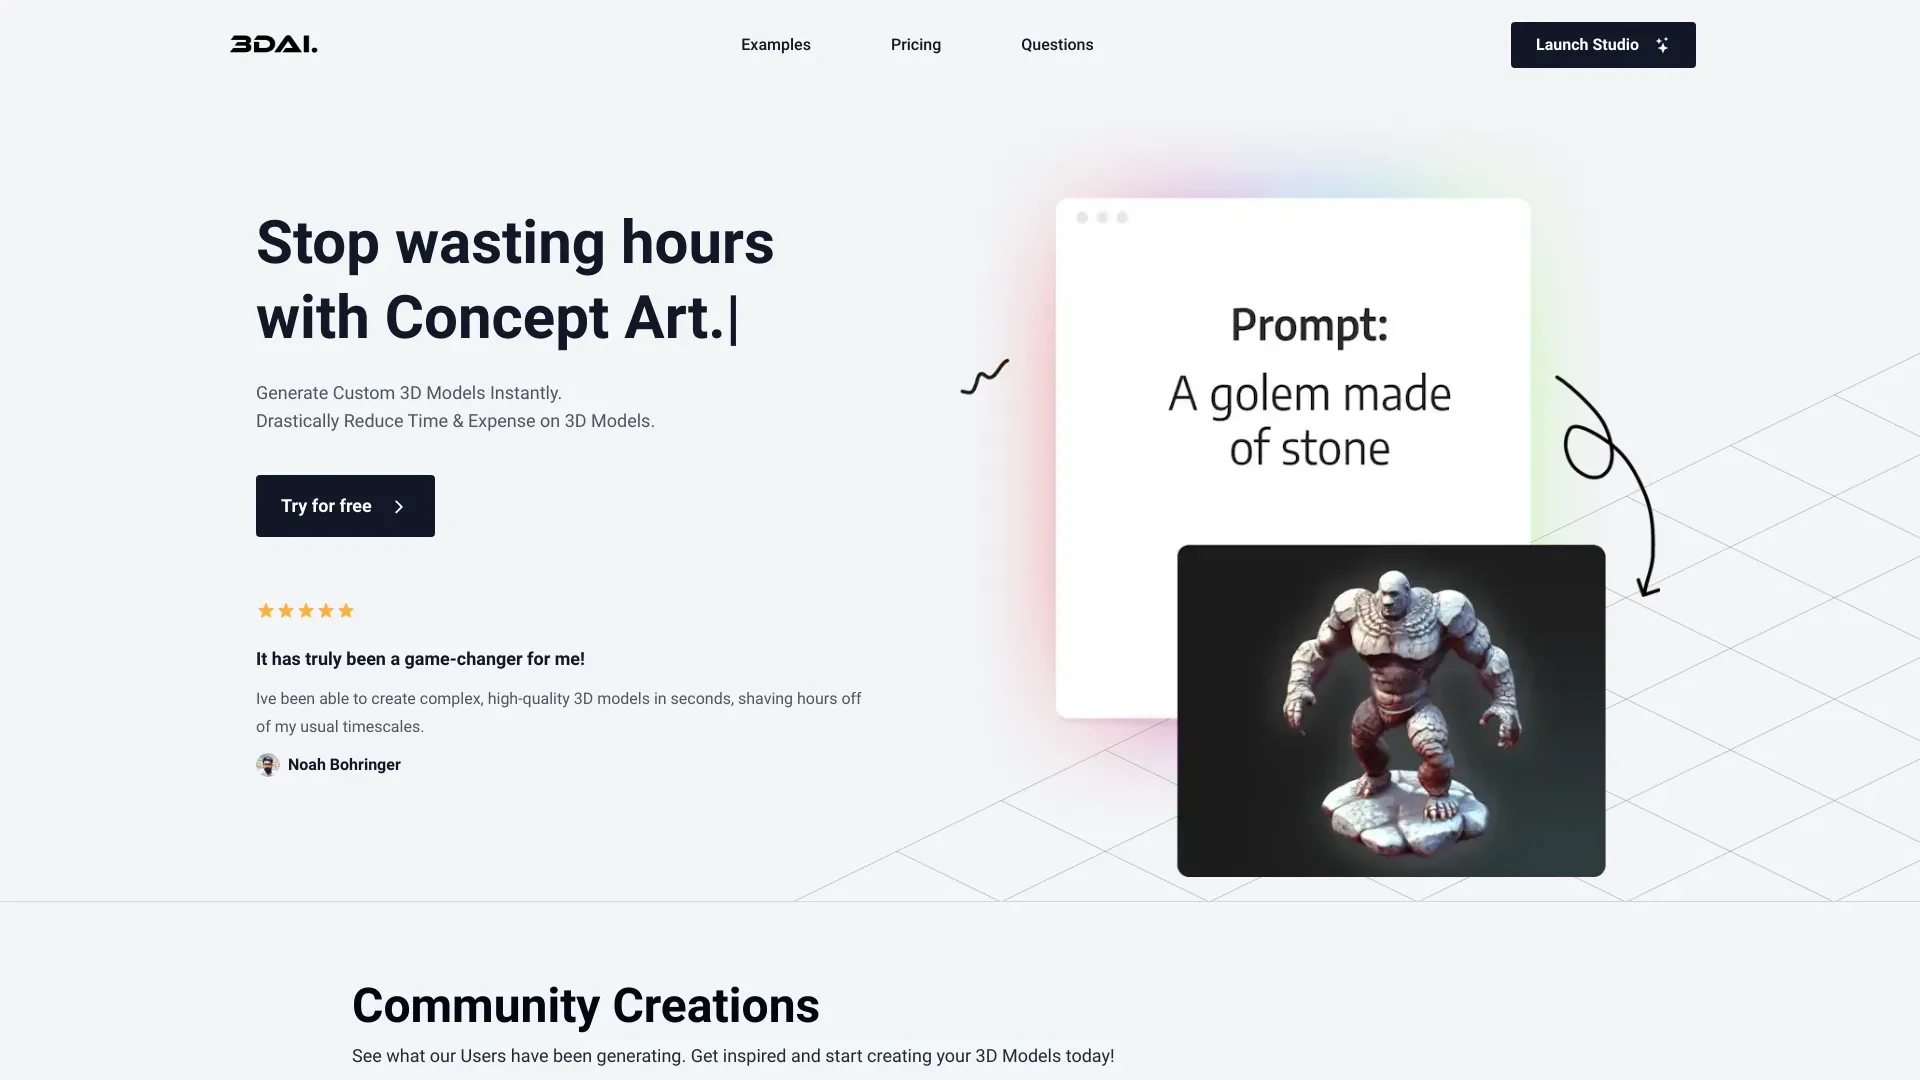 3DAI.
Examples
Pricing
Questions
Launch Studio
Stop wasting hours
with Concept Art.|
Generate Custom 3D Models Instantly.
Drastically Reduce Time & Expense on 3D Models.
Try for free
It has truly been a game-changer for me!
Ive been able to create complex, high-quality 3D models in seconds, shaving hours off
of my usual timescales.
Noah Bohringer
Prompt:
A golem made
of stone
Community Creations
See what our Users have been generating. Get inspired and start creating your 3D Models today!